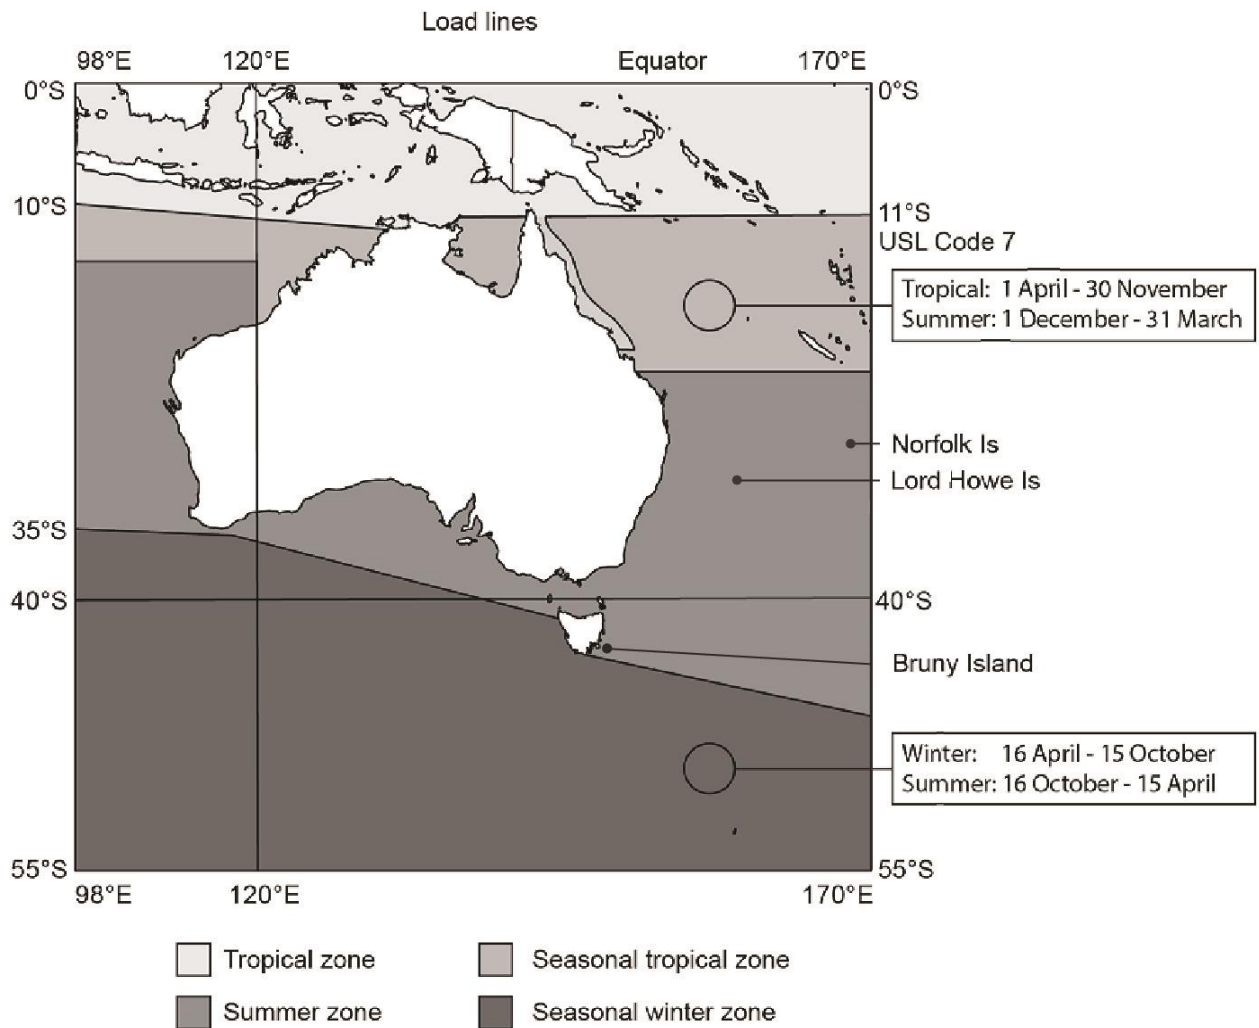 Load lines
98°E 120°E Equator 170°E
0°S 0°S
10°S 11°S
USL Code 7
Tropical: 1 April - 30 November
Summer: 1 December - 31 March
Norfolk Is
Lord Howe Is
35°S
40°S 40°S
Bruny Island
Winter: 16 April - 15 October
Summer: 16 October - 15 April
55°S 55°S
98°E 120°E 170°E
Tropical zone Seasonal tropical zone
Summer zone Seasonal winter zone